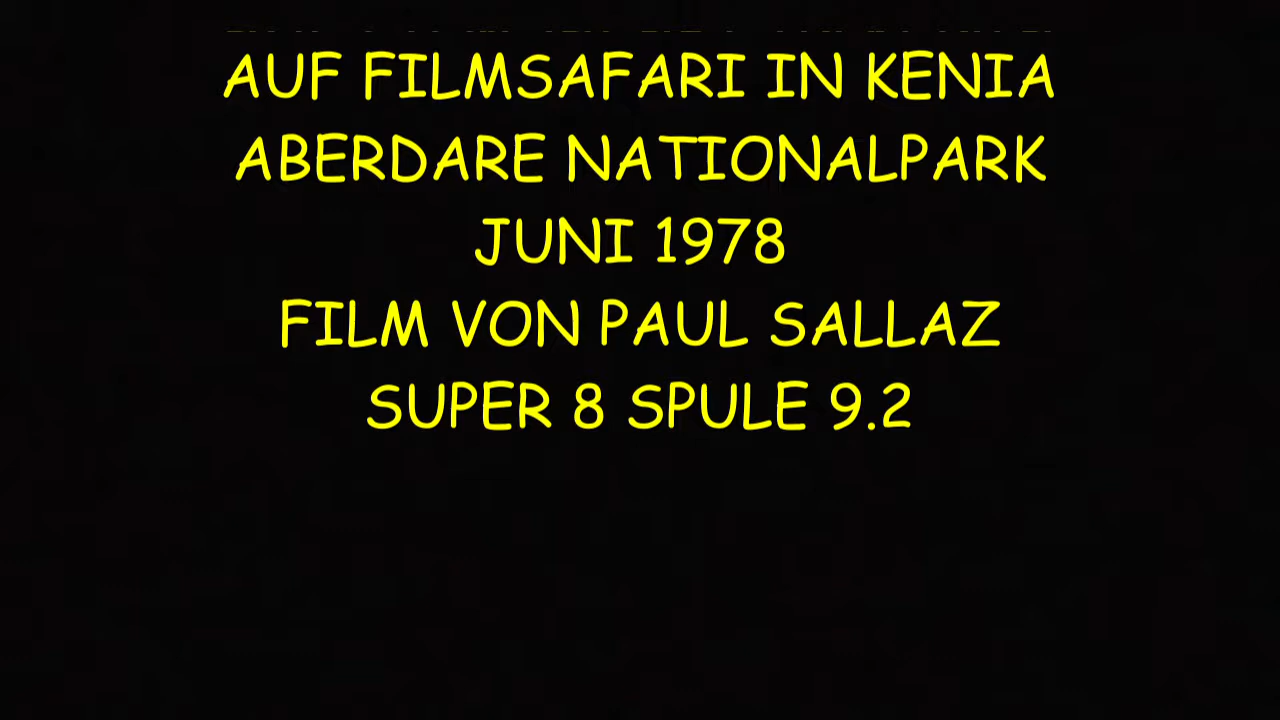 AUF FILMSAFARI IN KENIA
ABERDARE NATIONALPARK
JUNI 1978
FILM VON PAUL SALLAZ
SUPER 8 SPULE 9.2